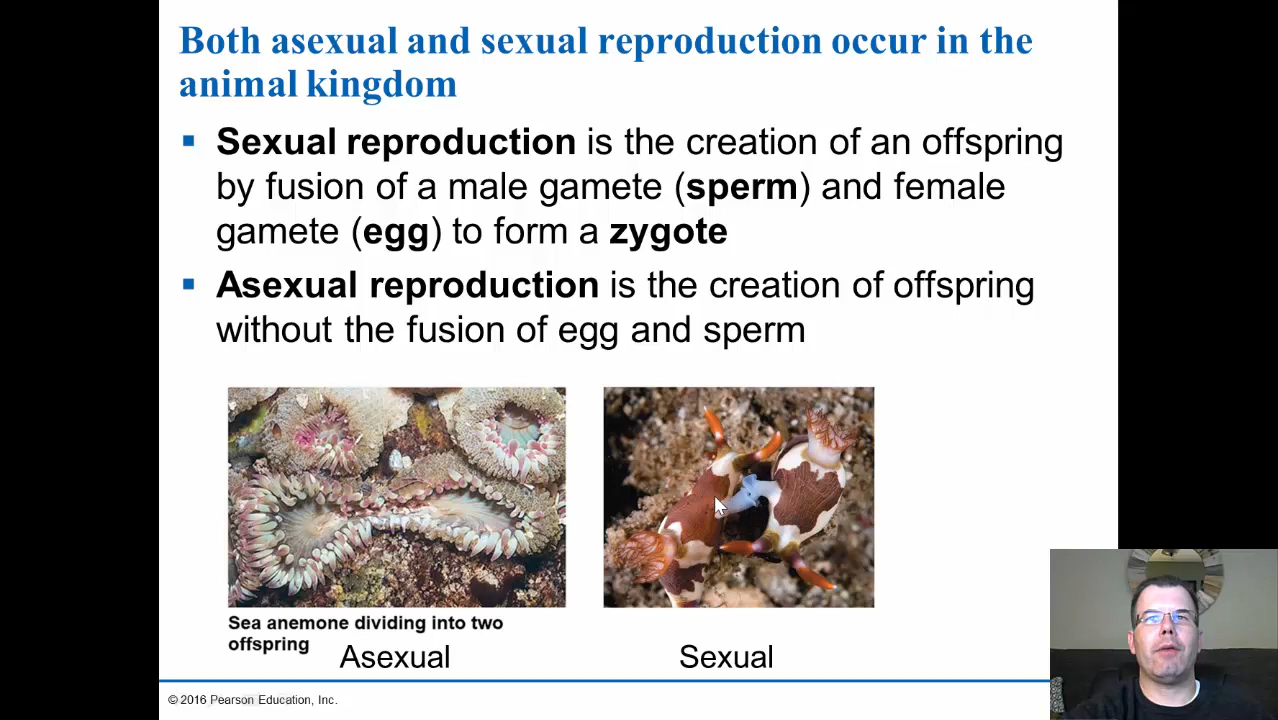 Both asexual and sexual reproduction occur in the
animal kingdom
▪ Sexual reproduction is the creation of an offspring
by fusion of a male gamete (sperm) and female
gamete (egg) to form a zygote
▪ Asexual reproduction is the creation of offspring
without the fusion of egg and sperm
Sea anemone dividing into two
offspring
Asexual
Sexual
© 2016 Pearson Education, Inc.